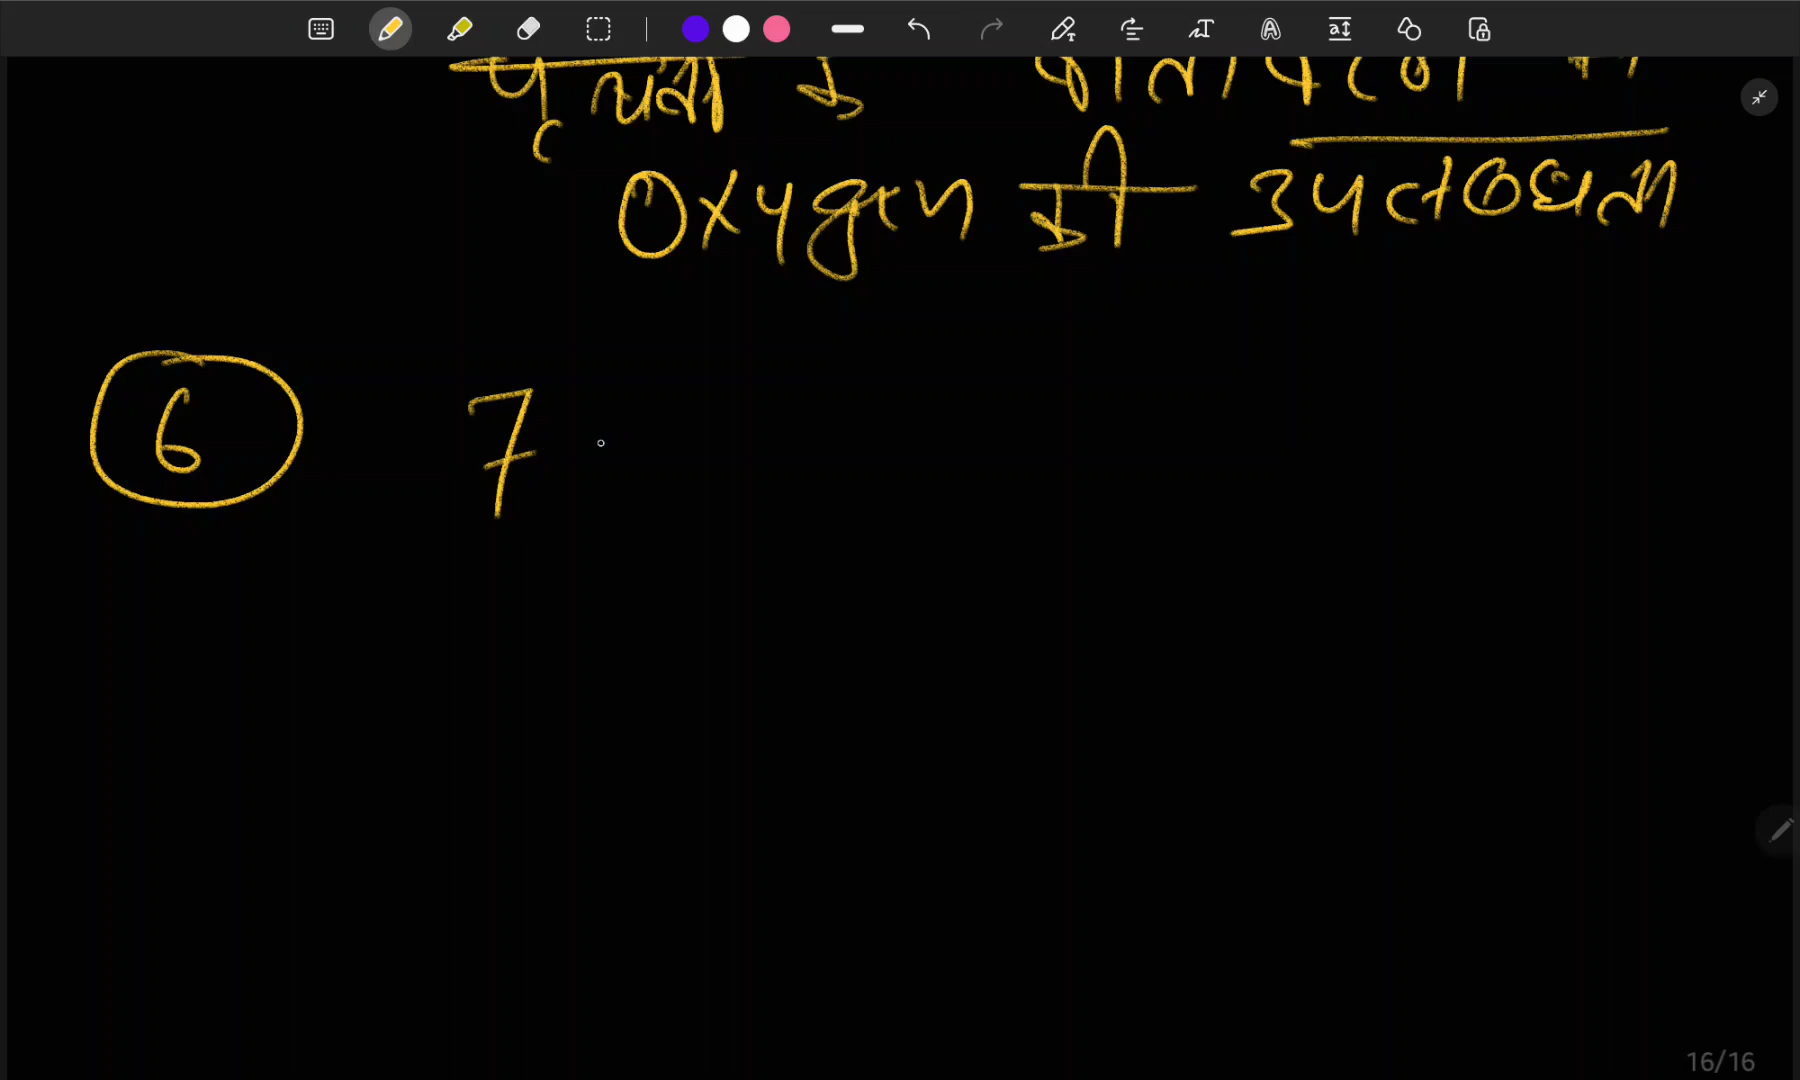 पृथ्वी के वातावरण में
Oxygen की उपलब्धता
6 7
16/16